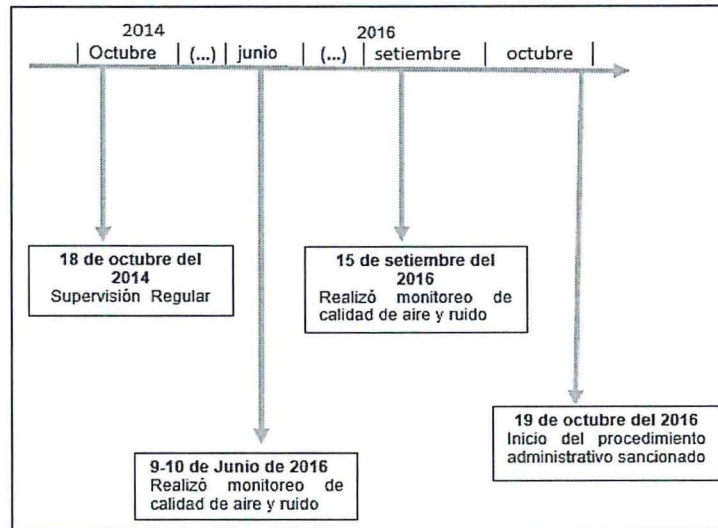 2014
2016
Octubre
(...)
junio
(...)
setiembre
octubre
18 de octubre del
2014
Supervisión Regular
15 de setiembre del
2016
Realizó monitoreo de
calidad de aire y ruido
19 de octubre del 2016
Inicio del procedimiento
administrativo sancionado
9-10 de Junio de 2016
Realizó monitoreo de
calidad de aire y ruido